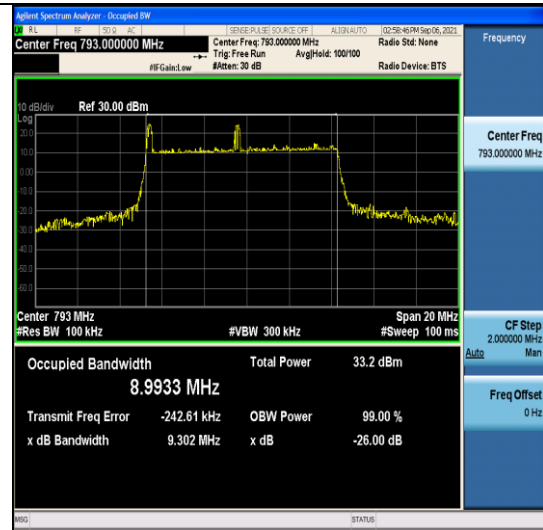 Agilent Spectrum Analyzer - Occupied BW
RL RF 50 Ω AC SENSE:PULSE SOURCE OFF ALIGN AUTO 02:58:46 PM Sep 06, 2021
Center Freq 793.000000 MHz Center Freq: 793.000000 MHz Radio Std: None
Trig: Free Run Avg|Hold: 100/100
#IFGain:Low #Atten: 30 dB Radio Device: BTS
Frequency
10 dB/div Ref 30.00 dBm
Log
20.0
10.0
0.00
-10.0
-20.0
-30.0
-40.0
-50.0
-60.0
Center Freq
793.000000 MHz
Center 793 MHz Span 20 MHz
#Res BW 100 kHz #VBW 300 kHz #Sweep 100 ms
CF Step
2.000000 MHz
Auto Man
Occupied Bandwidth Total Power 33.2 dBm
8.9933 MHz
Transmit Freq Error -242.61 kHz OBW Power 99.00 %
x dB Bandwidth 9.302 MHz x dB -26.00 dB
Freq Offset
0 Hz
MSG STATUS